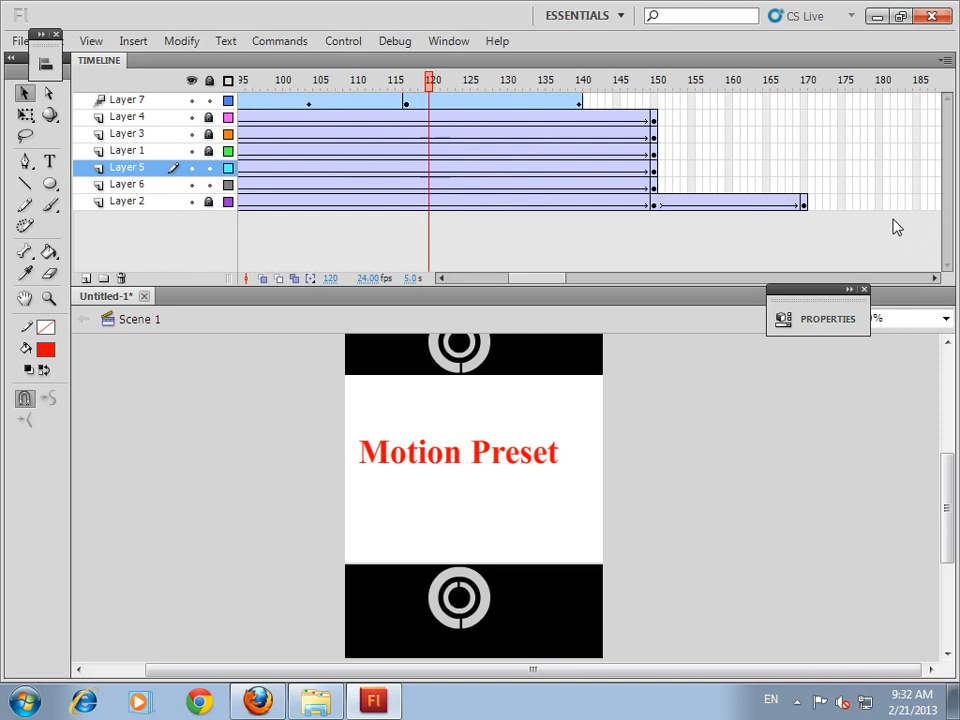 Fl
ESSENTIALS
CS Live
View
Insert
Modify
Text
Commands
Control
Debug
Window
Help
TIMELINE
95 100 105 110 115 120 125 130 135 140 145 150 155 160 165 170 175 180 185
Layer 7
Layer 4
Layer 3
Layer 1
Layer 5
Layer 6
Layer 2
120 24.00 fps 5.0 s
Untitled-1*
Scene 1
PROPERTIES
Motion Preset
Fl
EN
9:32 AM
2/21/2013